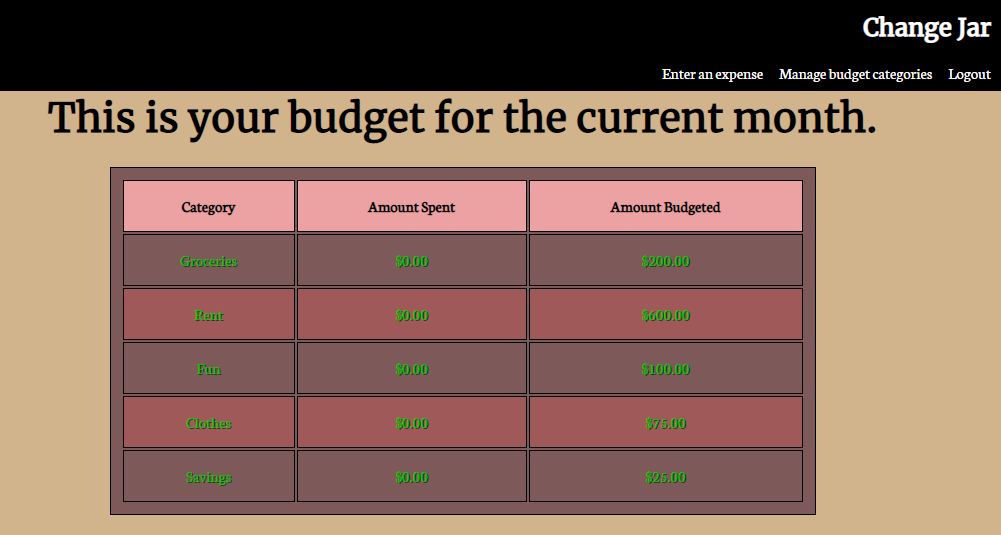 Change Jar
Enter an expense Manage budget categories Logout
This is your budget for the current month.
Category Amount Spent Amount Budgeted
Groceries $0.00 $200.00
Rent $0.00 $600.00
Fun $0.00 $100.00
Clothes $0.00 $75.00
Savings $0.00 $25.00